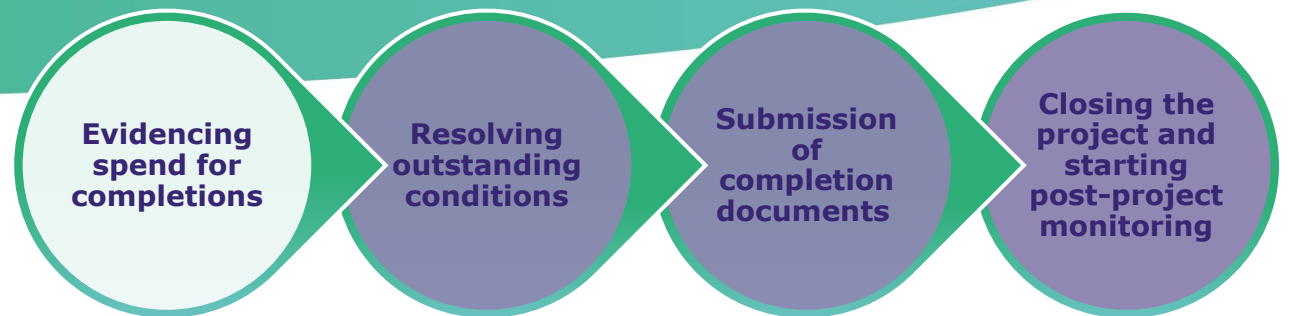 Evidencing
spend for
completions
Resolving
outstanding
conditions
Submission
of
completion
documents
Closing the
project and
starting
post-project
monitoring